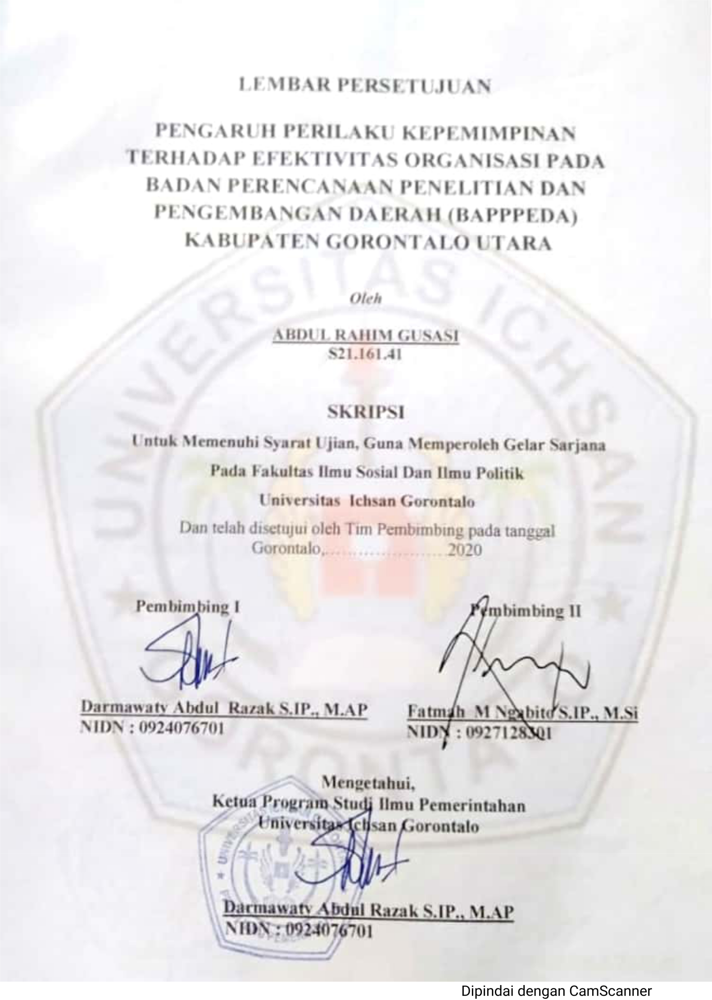 LEMBAR PERSETUJUAN
PENGARUH PERILAKU KEPEMIMPINAN
TERHADAP EFEKTIVITAS ORGANISASI PADA
BADAN PERENCANAAN PENELITIAN DAN
PENGEMBANGAN DAERAH (BAPPPEDA)
KABUPATEN GORONTALO UTARA
UNIVERSITAS ICHSAN
GORONTALO
Oleh
ABDUL RAHIM GUSASI
S21.161.41
SKRIPSI
Untuk Memenuhi Syarat Ujian, Guna Memperoleh Gelar Sarjana
Pada Fakultas Ilmu Sosial Dan Ilmu Politik
Universitas Ichsan Gorontalo
Dan telah disetujui oleh Tim Pembimbing pada tanggal
Gorontalo,......................2020
Pembimbing I
Pembimbing II
Darmawaty Abdul Razak S.IP., M.AP
NIDN : 0924076701
Fatmah M Ngabito S.IP., M.Si
NIDN : 0927128301
Mengetahui,
Ketua Program Studi Ilmu Pemerintahan
Universitas Ichsan Gorontalo
Darmawaty Abdul Razak S.IP., M.AP
NIDN : 0924076701
Dipindai dengan CamScanner